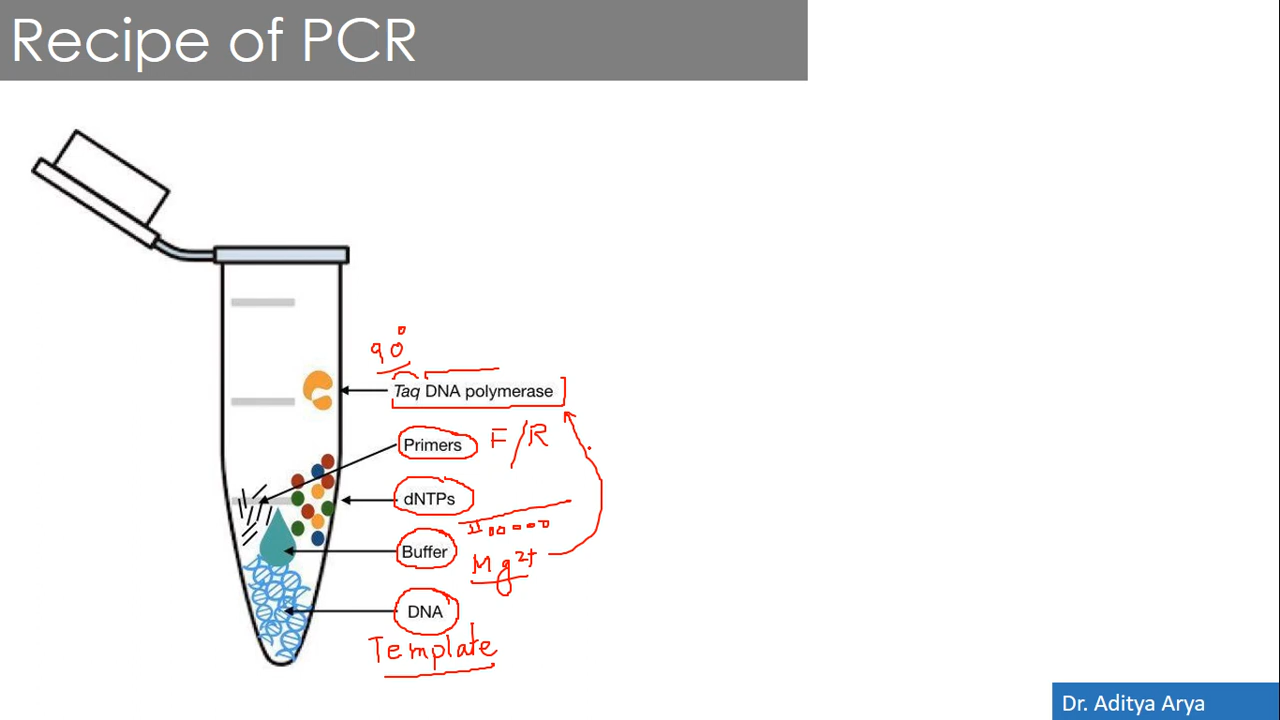 Recipe of PCR
90°
Taq DNA polymerase
Primers F/R
dNTPs
Buffer
Mg2+
DNA
Template
Dr. Aditya Arya